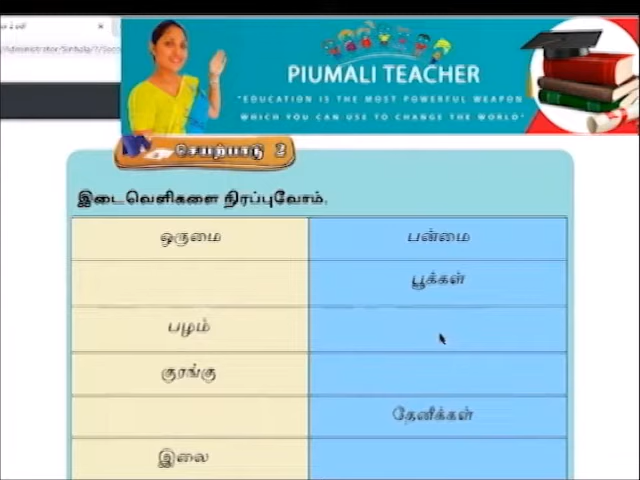 PIUMALI TEACHER
"EDUCATION IS THE MOST POWERFUL WEAPON
WHICH YOU CAN USE TO CHANGE THE WORLD"
செயற்பாடு 2
இடைவெளிகளை நிரப்புவோம்.
ஒருமை பன்மை
பூக்கள்
பழம்
குரங்கு
தேனீக்கள்
இலை